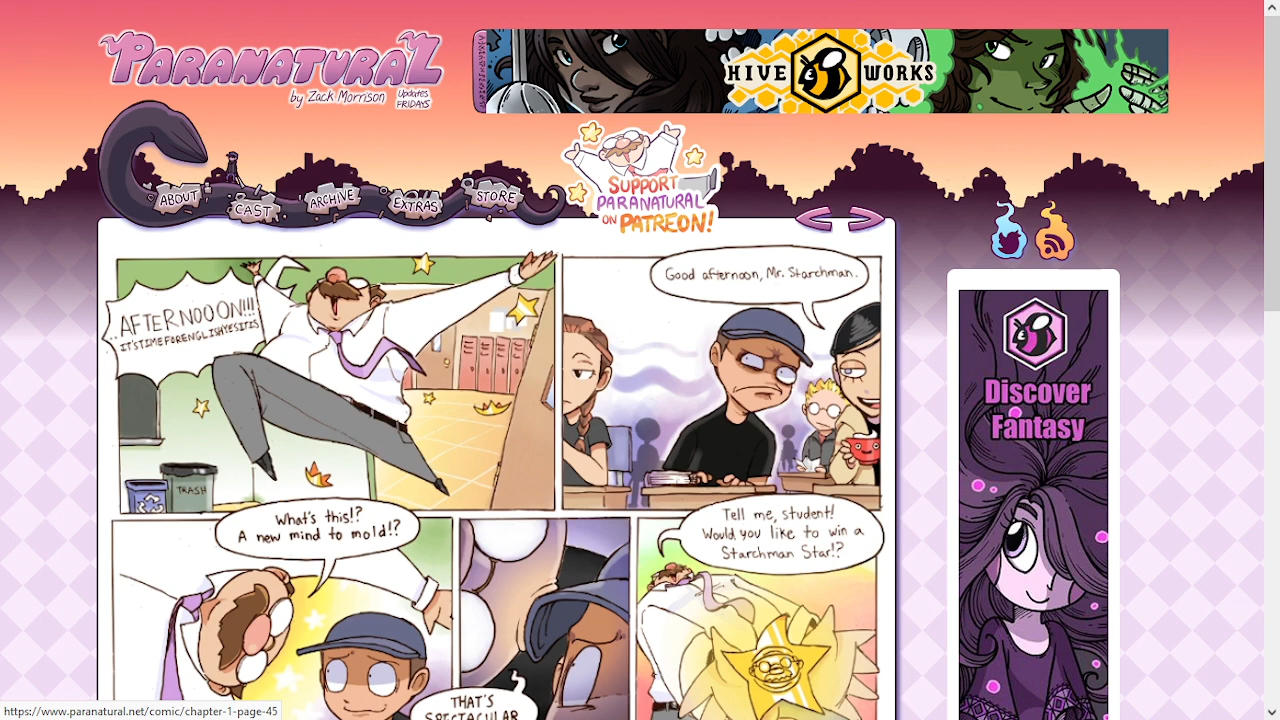 PARANATURAL
by Zack Morrison
Updates
FRIDAYS
HIVE WORKS
ABOUT
CAST
ARCHIVE
EXTRAS
STORE
SUPPORT
PARANATURAL
ON PATREON!
AFTERNOOON!!!
IT'STIMEFORENGLISHYESITIS
TRASH
Good afternoon, Mr. Starchman.
What's this!?
A new mind to mold!?
Tell me, student!
Would you like to win a
Starchman Star!?
THAT'S
SPECTACULAR
Discover
Fantasy
https://www.paranatural.net/comic/chapter-1-page-45